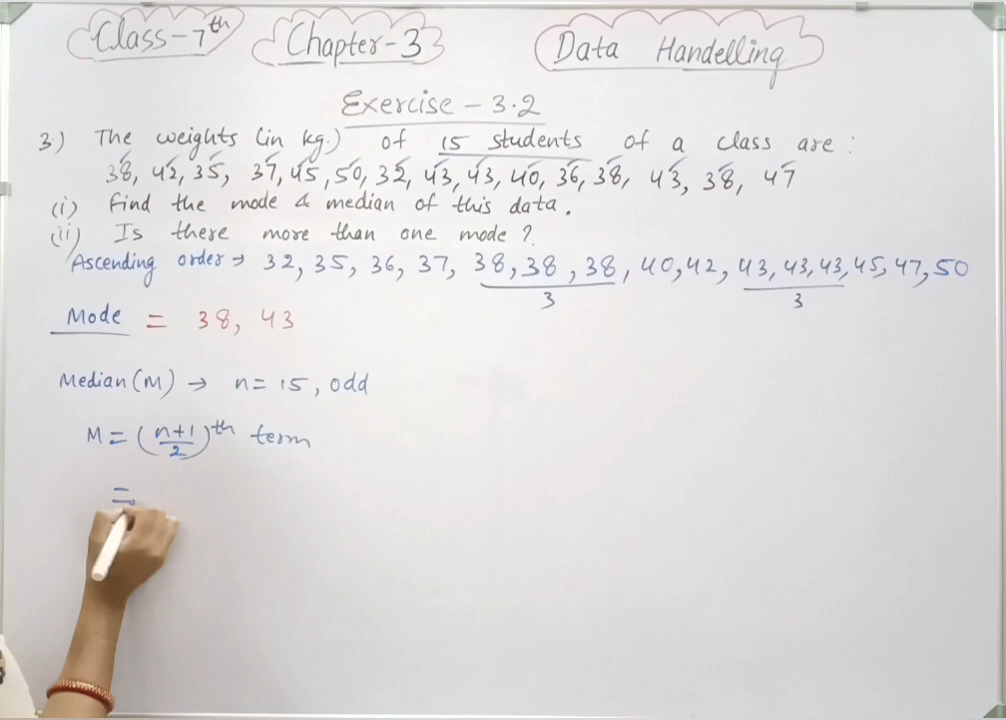 Class-7th Chapter-33 Data Handelling
Exercise - 3.2
3.) The weights (in kg.) of 15 students of a class are :
38, 42, 35, 37, 45, 50, 32, 43, 43, 40, 36, 38, 43, 38, 47
(i) Find the mode & median of this data.
(ii) Is there more than one mode?
Ascending order → 32, 35, 36, 37, 38, 38, 38, 40, 42, 43, 43, 43, 45, 47, 50
3 3
Mode = 38, 43
Median (M) → n = 15, odd
M = (n+1/2)th term
=